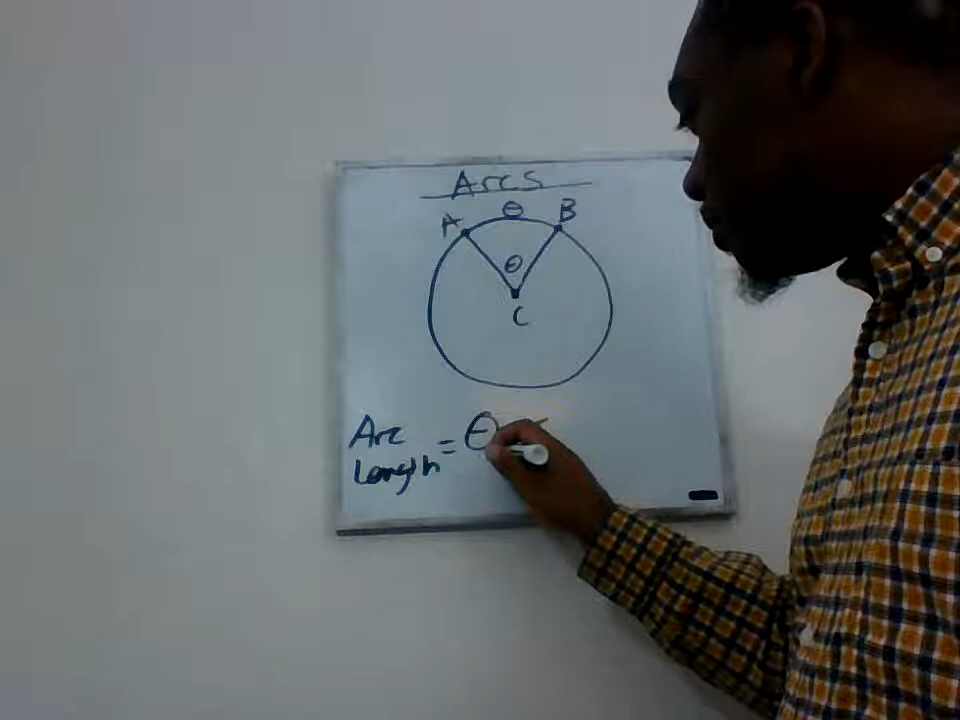 Arcs
A θ B
θ
C
Arc
Length = θ